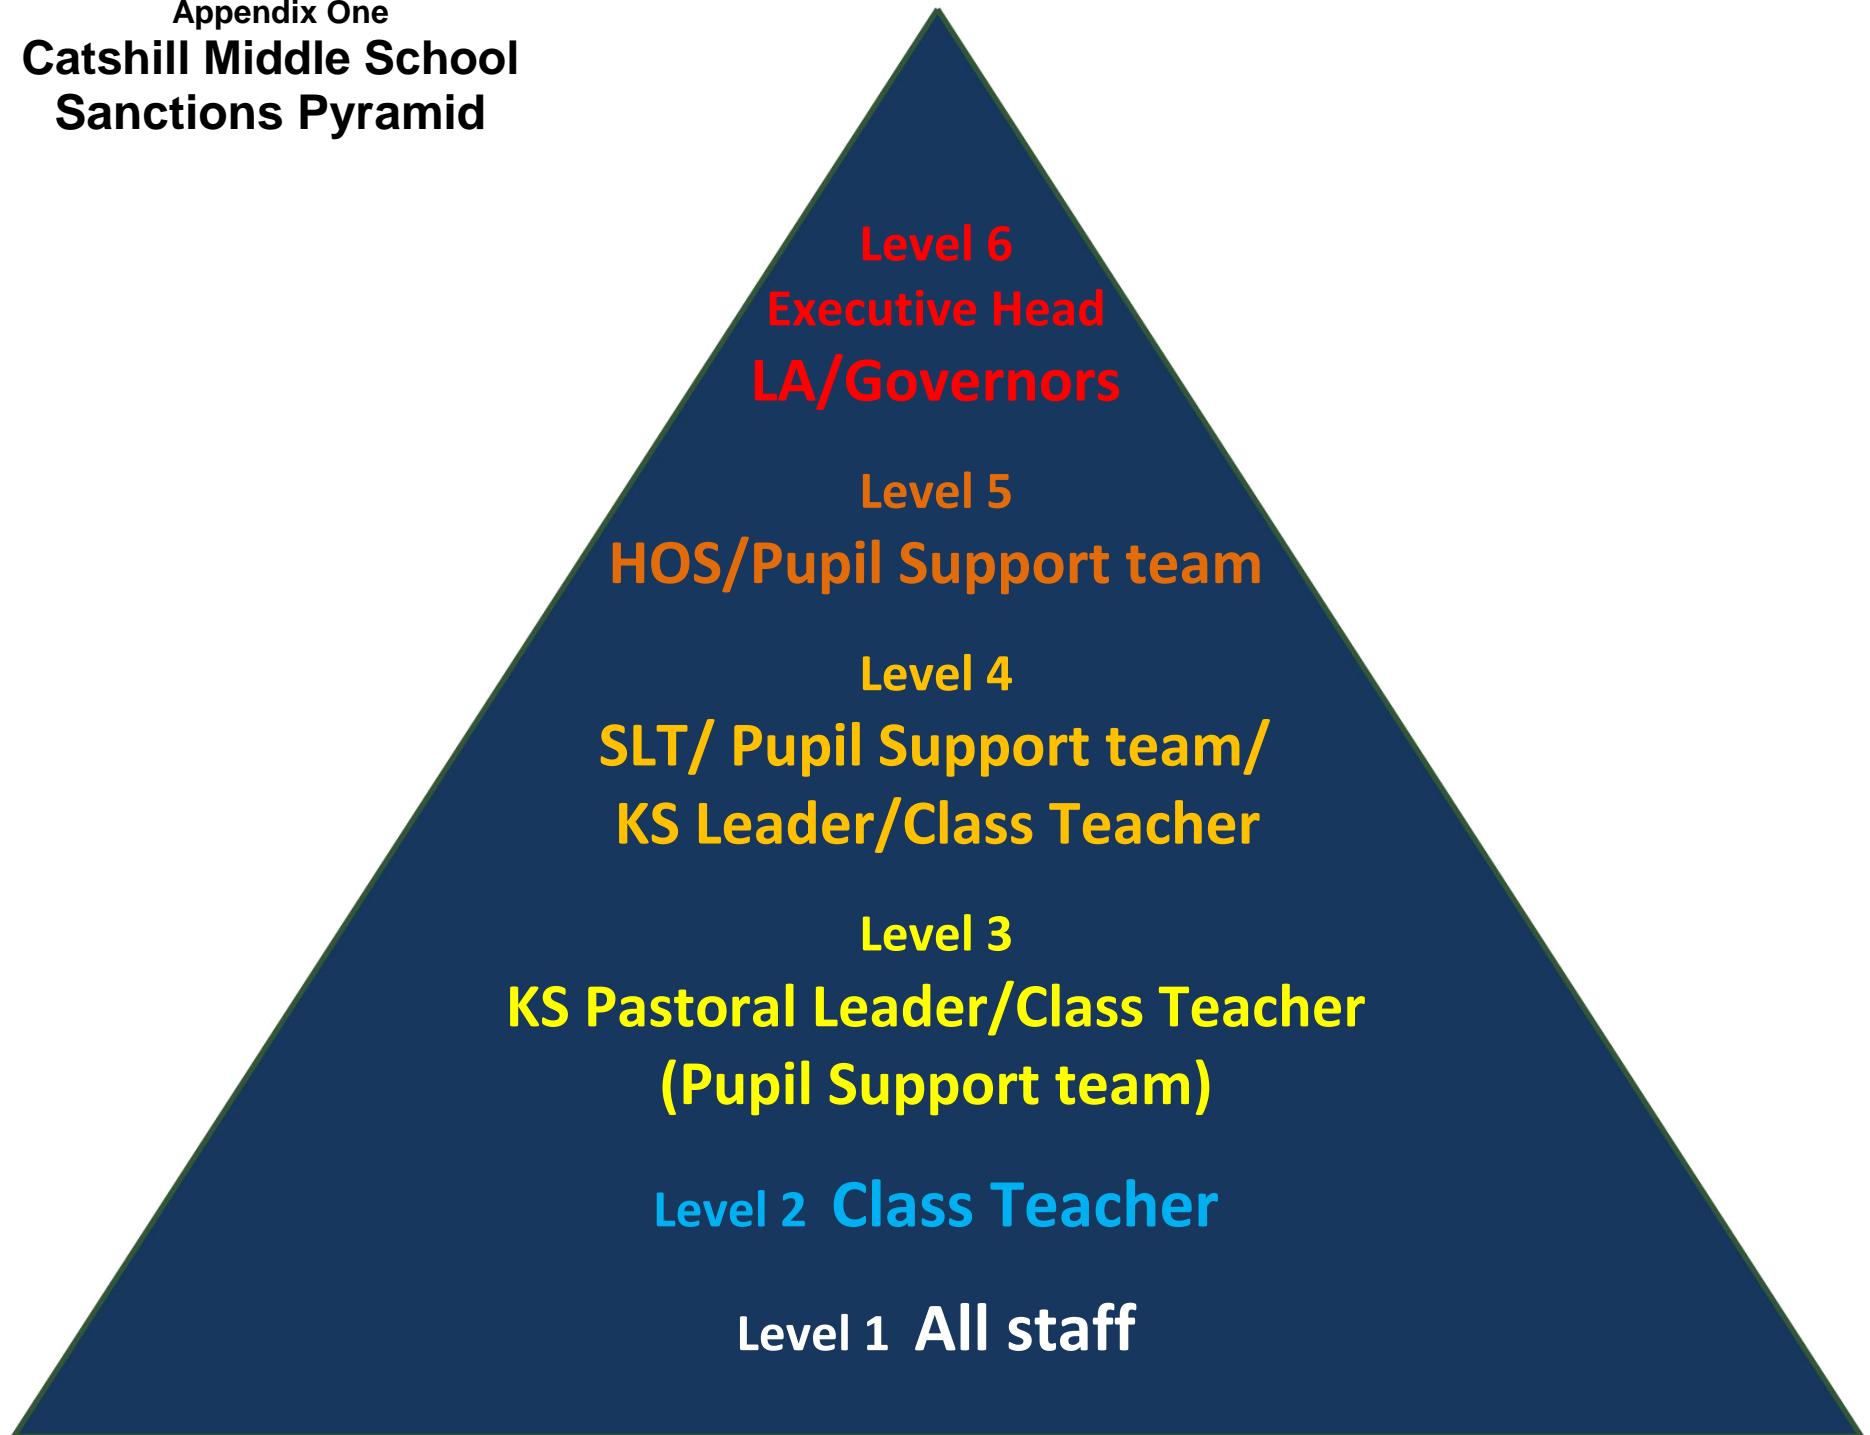 Appendix One
Catshill Middle School
Sanctions Pyramid
Level 6
Executive Head
LA/Governors
Level 5
HOS/Pupil Support team
Level 4
SLT/ Pupil Support team/
KS Leader/Class Teacher
Level 3
KS Pastoral Leader/Class Teacher
(Pupil Support team)
Level 2 Class Teacher
Level 1 All staff